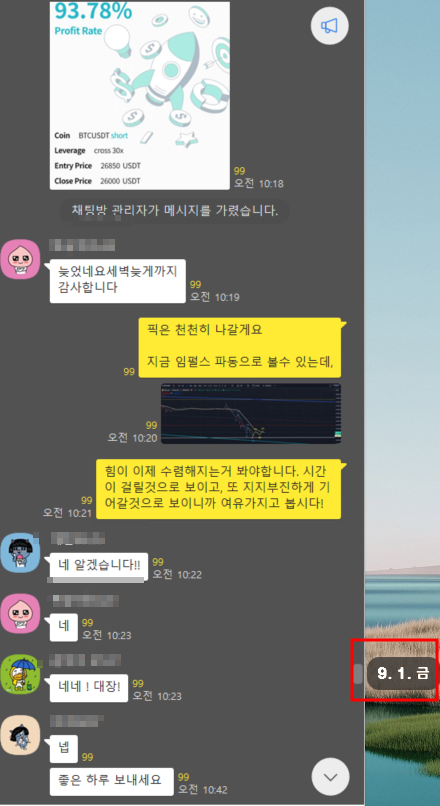 93.78%
Profit Rate
Coin BTCUSDT short
Leverage cross 30x
Entry Price 26850 USDT
Close Price 26000 USDT
99
오전 10:18
채팅방 관리자가 메시지를 가렸습니다.
늦었네요새벽늦게까지
감사합니다
99
오전 10:19
픽은 천천히 나갈게요
지금 임펄스 파동으로 볼수 있는데,
99
99
오전 10:20
힘이 이제 수렴해지는거 봐야합니다. 시간
이 걸릴것으로 보이고, 또 지지부진하게 기
어갈것으로 보이니까 여유가지고 봅시다!
99
오전 10:21
네 알겠습니다!!
99
오전 10:22
네
99
오전 10:23
네네 ! 대장!
99
오전 10:23
9. 1. 금
넵
99
좋은 하루 보내세요
99
오전 10:42